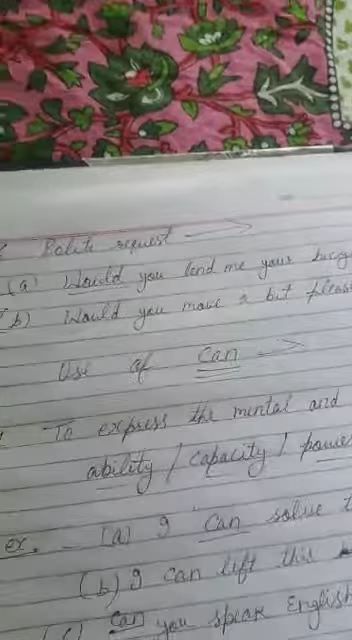 Polite request →
(a) Would you lend me your
(b) Would you move a bit please
Use of Can →
To express the mental and
ability / capacity / power
ex. - (a) I can solve
(b) I can lift this
(c) Can you speak English